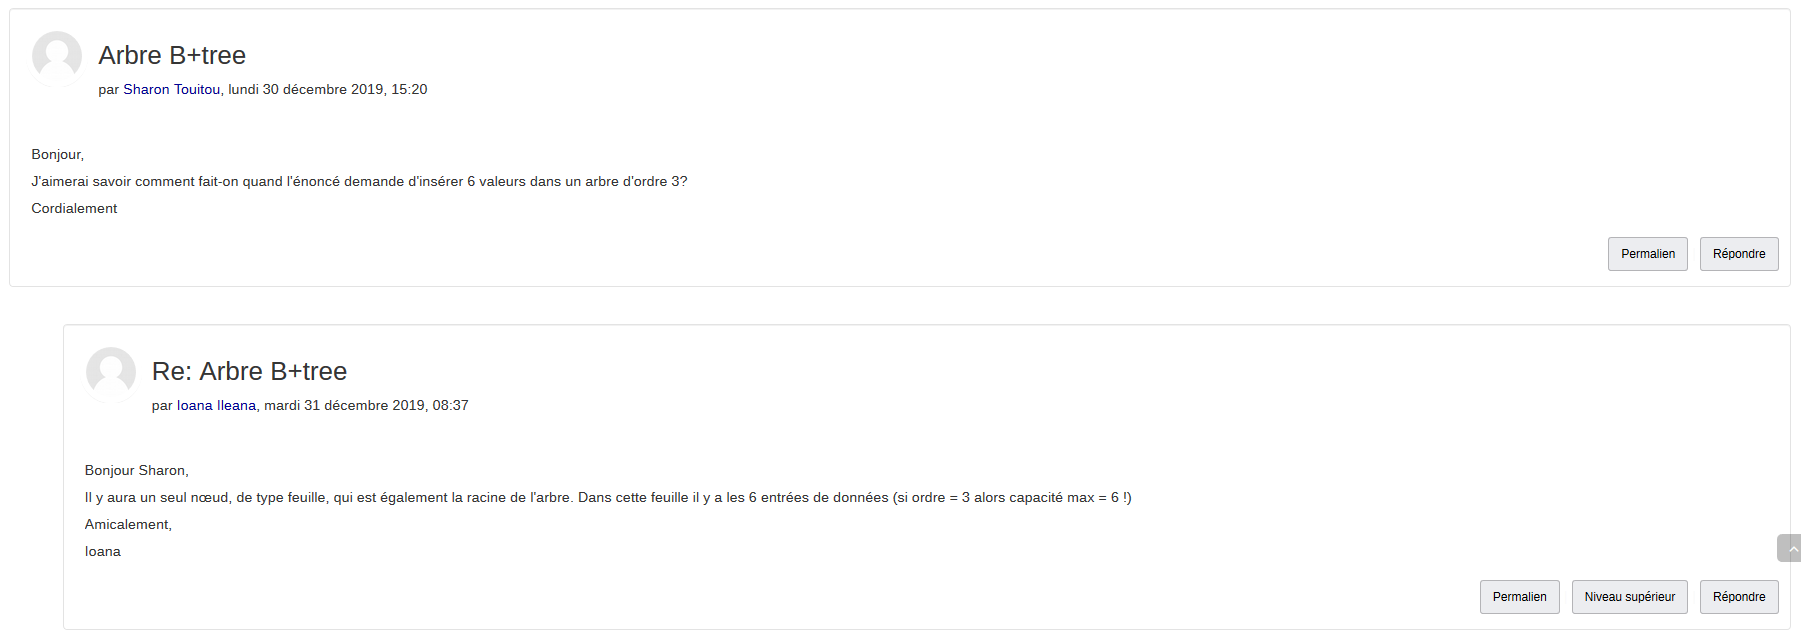 Arbre B+tree
par Sharon Touitou, lundi 30 décembre 2019, 15:20
Bonjour,
J'aimerai savoir comment fait-on quand l'énoncé demande d'insérer 6 valeurs dans un arbre d'ordre 3?
Cordialement
Permalien Répondre
Re: Arbre B+tree
par Ioana Ileana, mardi 31 décembre 2019, 08:37
Bonjour Sharon,
Il y aura un seul nœud, de type feuille, qui est également la racine de l'arbre. Dans cette feuille il y a les 6 entrées de données (si ordre = 3 alors capacité max = 6 !)
Amicalement,
Ioana
Permalien Niveau supérieur Répondre